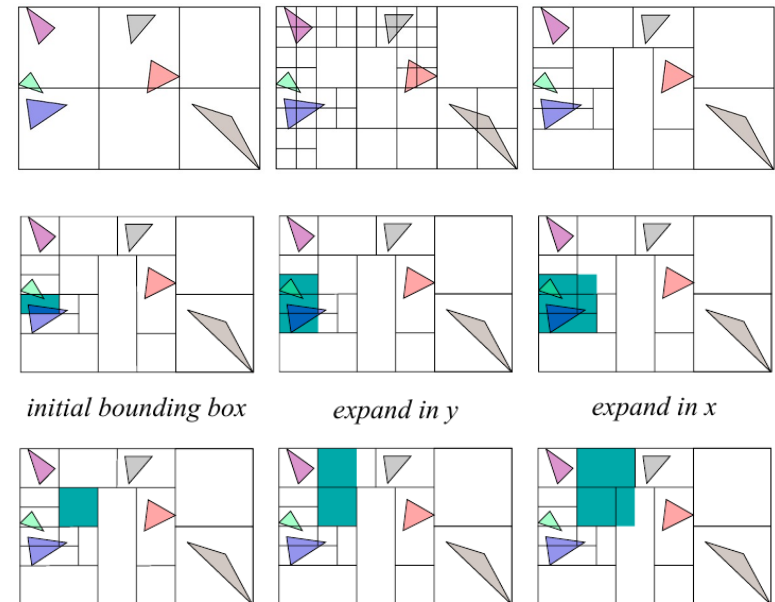 initial bounding box
expand in y
expand in x